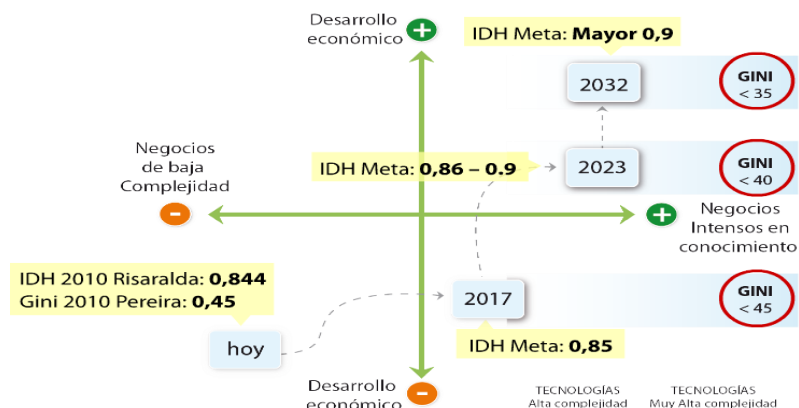 Desarrollo
económico
IDH Meta: Mayor 0,9
2032
GINI
< 35
Negocios
de baja
Complejidad
IDH Meta: 0,86 – 0.9
2023
GINI
< 40
Negocios
Intensos en
conocimiento
IDH 2010 Risaralda: 0,844
Gini 2010 Pereira: 0,45
2017
GINI
< 45
hoy
IDH Meta: 0,85
Desarrollo
económico
TECNOLOGÍAS
Alta complejidad
TECNOLOGÍAS
Muy Alta complejidad